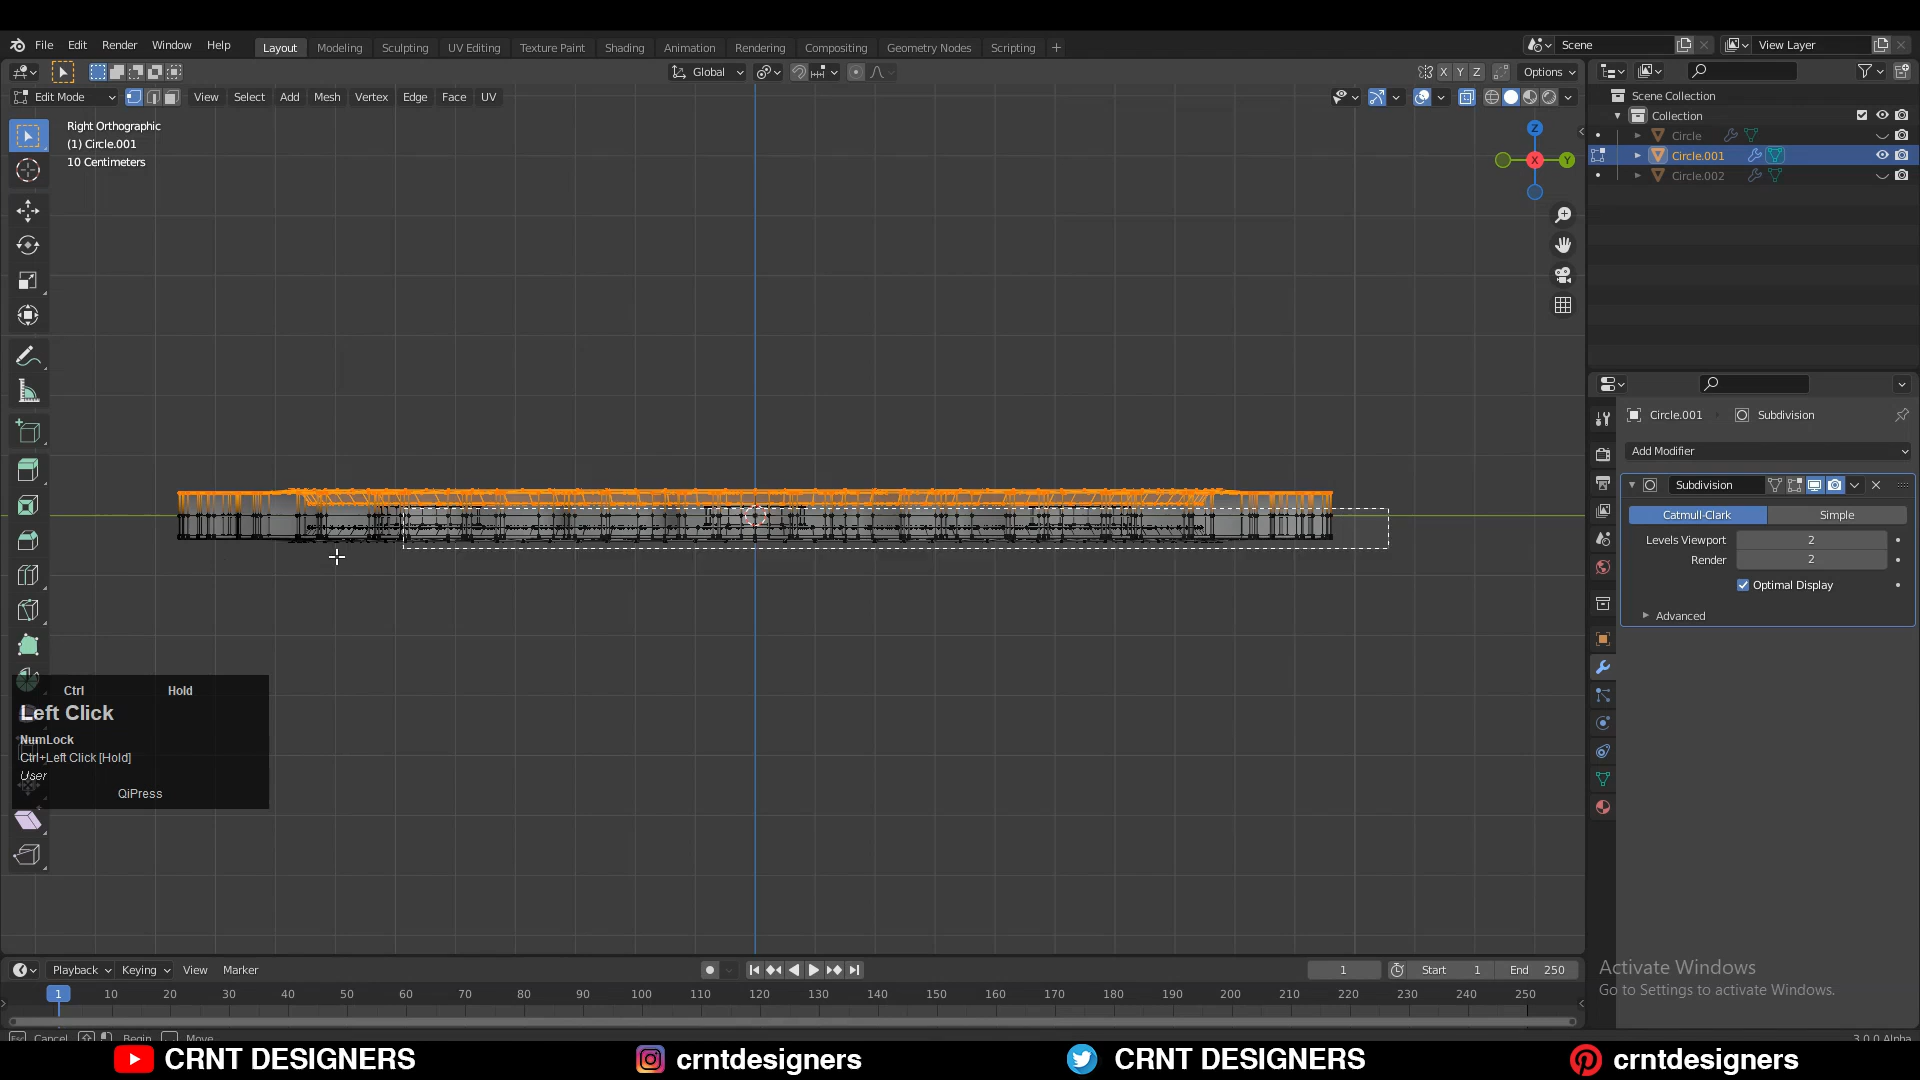 File Edit Render Window Help Layout Modeling Sculpting UV Editing Texture Paint Shading Animation Rendering Compositing Geometry Nodes Scripting + Scene View Layer
Global X Y Z Options
Edit Mode View Select Add Mesh Vertex Edge Face UV
Right Orthographic
(1) Circle.001
10 Centimeters
Z
X
Y
Scene Collection
Collection
Circle
Circle.001
Circle.002
Circle.001 Subdivision
Add Modifier
Subdivision
Catmull-Clark Simple
Levels Viewport 2
Render 2
Optimal Display
Advanced
Ctrl Hold
Left Click
NumLock
Ctrl+Left Click [Hold]
User
QiPress
Activate Windows
Go to Settings to activate Windows.
Playback Keying View Marker 1 Start 1 End 250
1 10 20 30 40 50 60 70 80 90 100 110 120 130 140 150 160 170 180 190 200 210 220 230 240 250
Cancel Begin Move 3.0.0 Alpha
CRNT DESIGNERS crntdesigners CRNT DESIGNERS crntdesigners